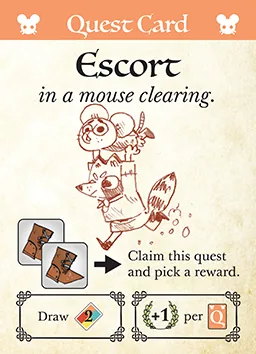 Quest Card
Escort
in a mouse clearing.
Claim this quest
and pick a reward.
Draw 2
+1 per Q